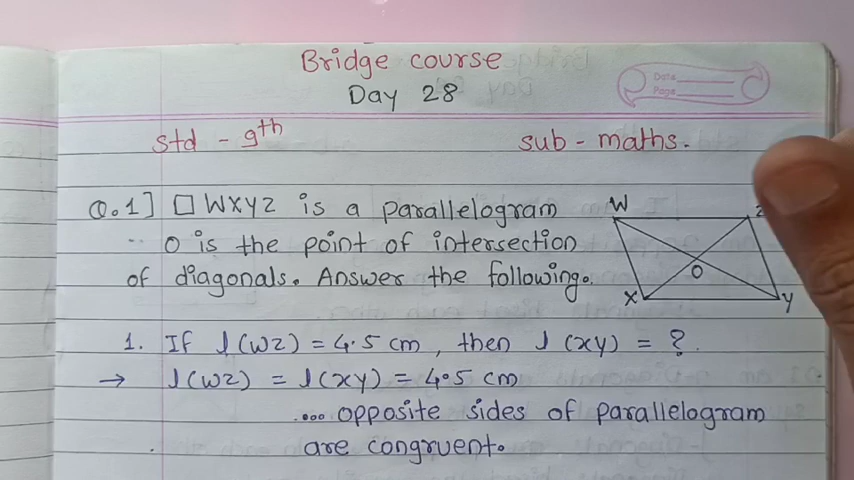 Bridge course
Day 28
Date
Page
Std - 9th
sub - maths.
Q.1] □ WXYZ is a parallelogram
O is the point of intersection
of diagonals. Answer the following.
W
Z
O
X
Y
1. If l(WZ) = 4.5 cm, then l (XY) = ?
→ l(WZ) = l(XY) = 4.5 cm
.... opposite sides of parallelogram
are congruent.